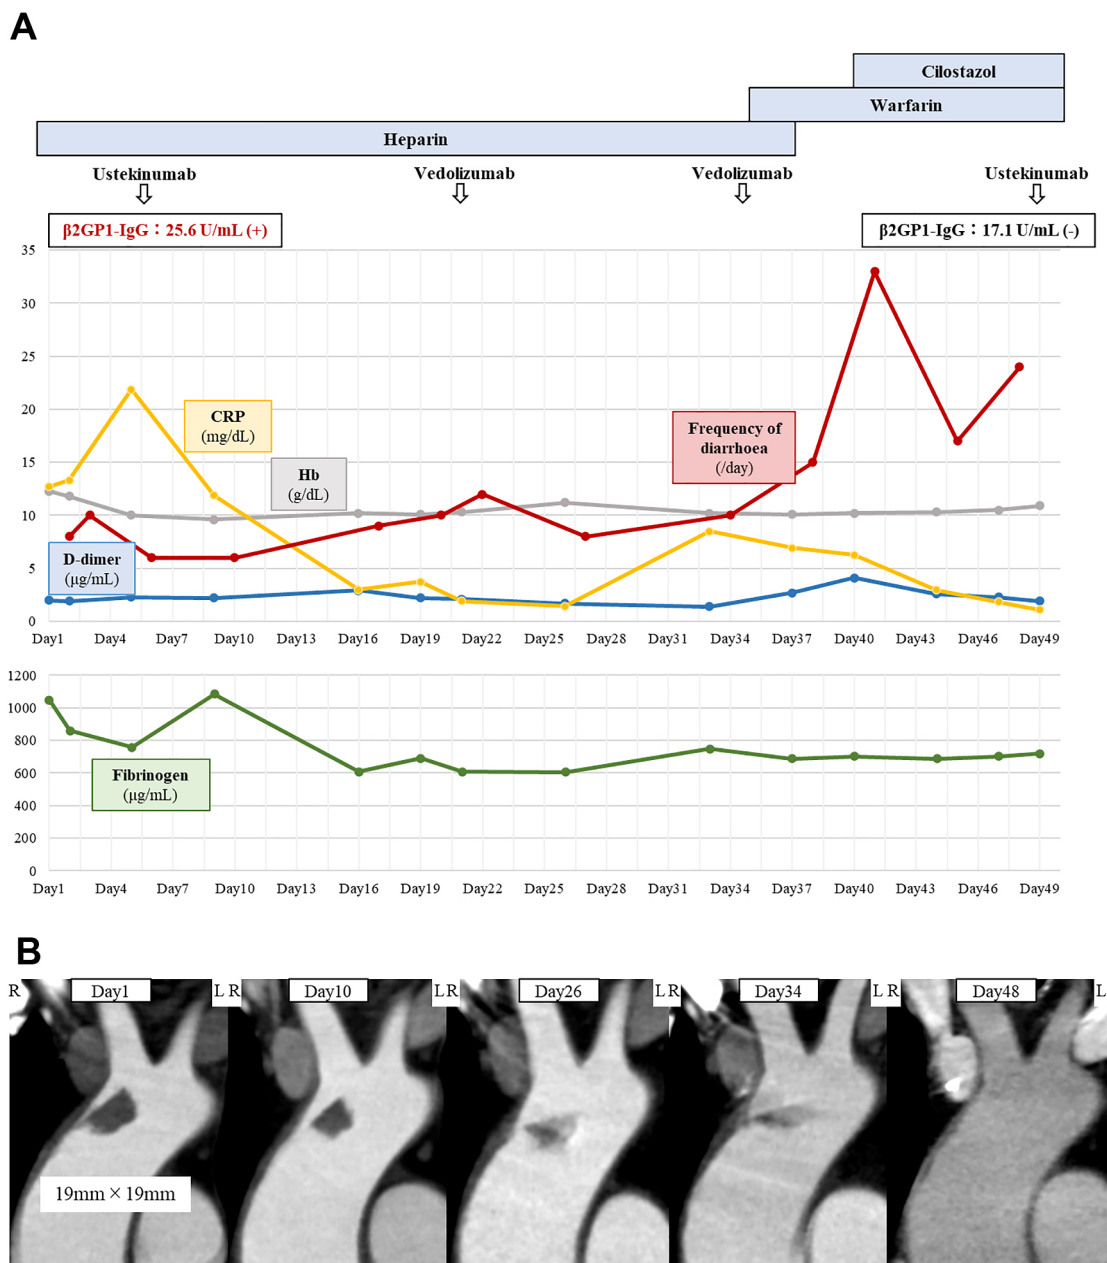 A
Cilostazol
Warfarin
Heparin
Ustekinumab
Vedolizumab
Vedolizumab
Ustekinumab
β2GP1-IgG：25.6 U/mL (+)
β2GP1-IgG：17.1 U/mL (-)
35
30
25
20
15
10
5
0
CRP
(mg/dL)
Hb
(g/dL)
Frequency of
diarrhoea
(/day)
D-dimer
(μg/mL)
Day1 Day4 Day7 Day10 Day13 Day16 Day19 Day22 Day25 Day28 Day31 Day34 Day37 Day40 Day43 Day46 Day49
1200
1000
800
600
400
200
0
Fibrinogen
(μg/mL)
Day1 Day4 Day7 Day10 Day13 Day16 Day19 Day22 Day25 Day28 Day31 Day34 Day37 Day40 Day43 Day46 Day49
B
R Day1 L
R Day10 L
R Day26 L
R Day34 L
R Day48 L
19mm×19mm